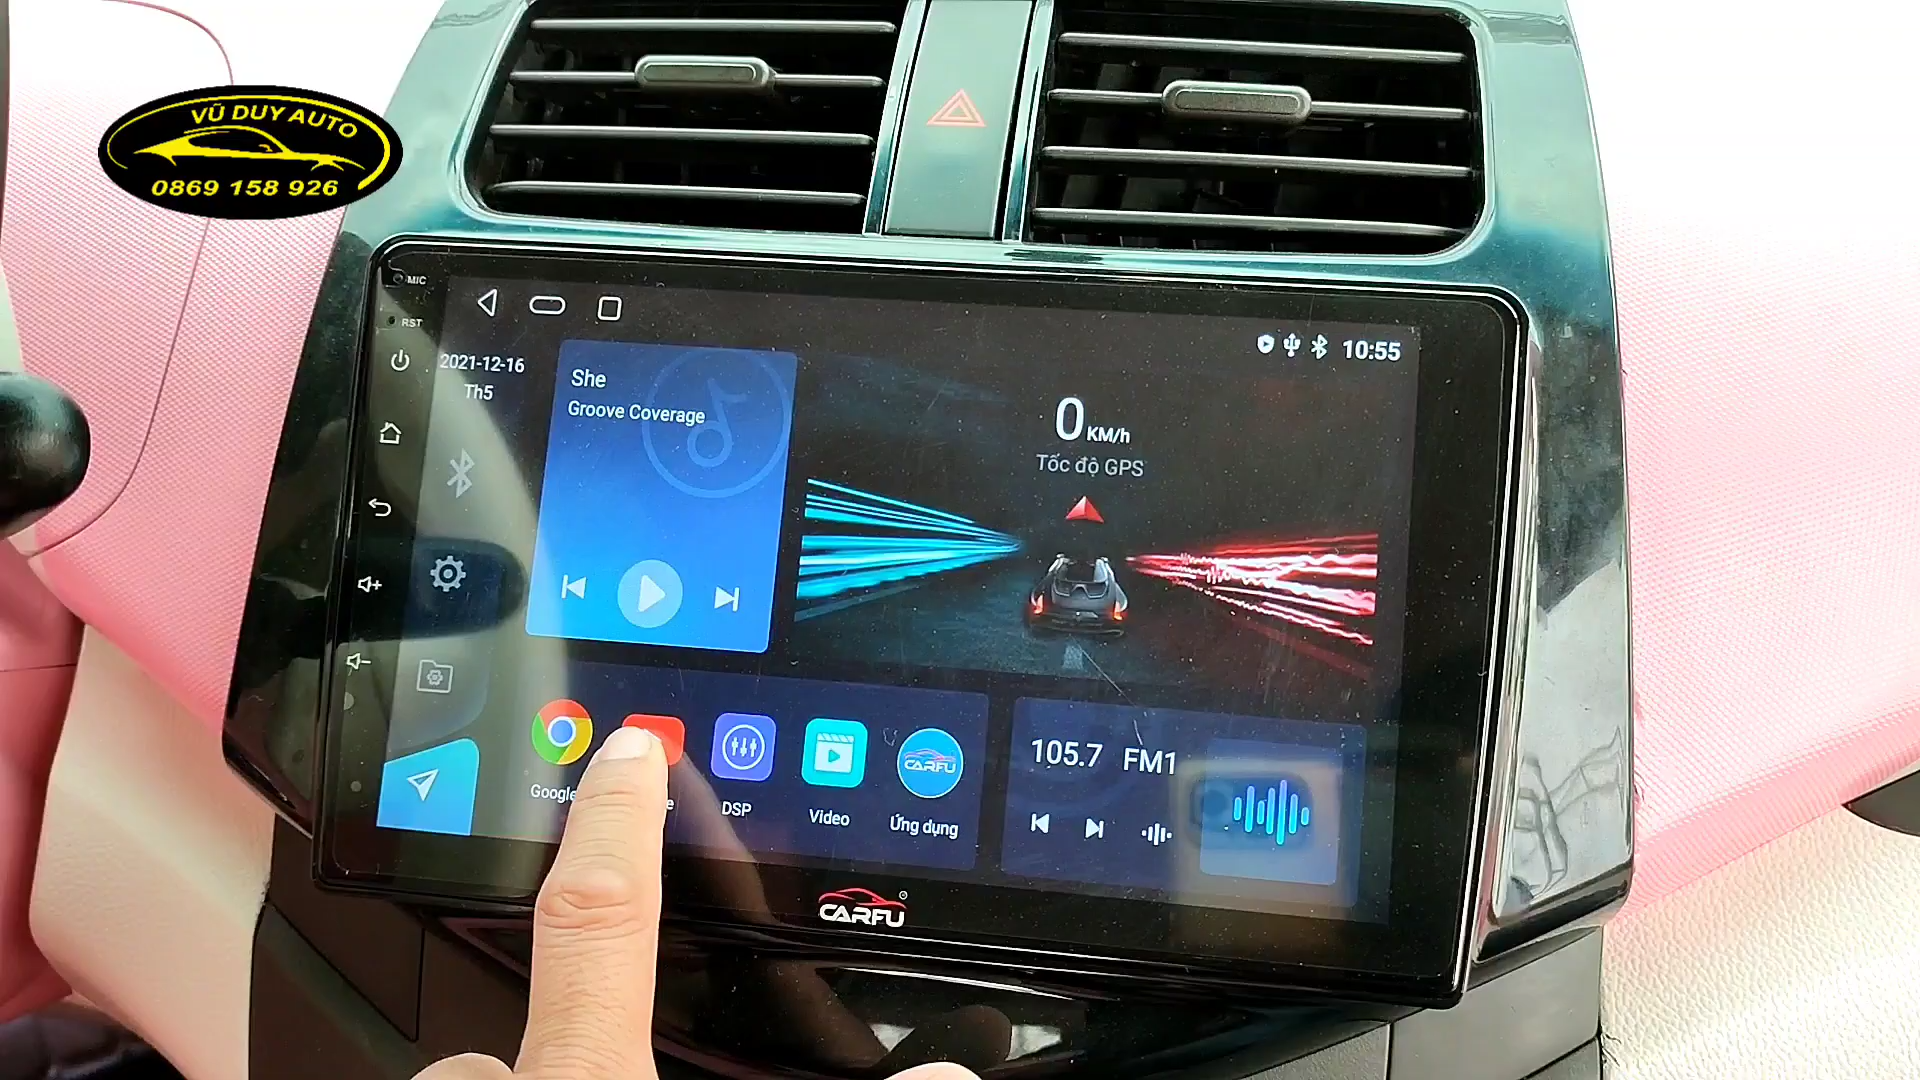 VŨ DUY AUTO
0869 158 926
MIC
RST
2021-12-16
Th5
10:55
She
Groove Coverage
0 KM/h
Tốc độ GPS
Google
DSP
Video
CARFU
Ứng dụng
105.7 FM1
CARFU